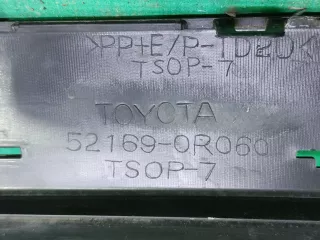 >PP+E/P-TD20<
TSOP-7
TOYOTA
52169-0R060
TSOP-7